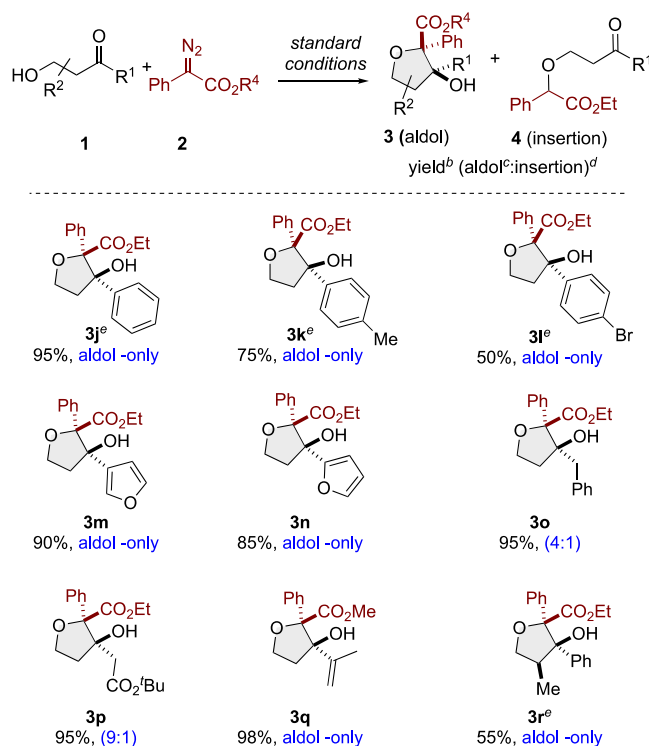 HO
R²
O
R¹
+
N₂
Ph
CO₂R⁴
standard
conditions
CO₂R⁴
Ph
O
R¹
OH
R²
+
O
O
R¹
Ph
CO₂Et
1
2
3 (aldol)
4 (insertion)
yieldᵇ (aldolᶜ:insertion)ᵈ
Ph
CO₂Et
O
OH
3jᵉ
95%, aldol -only
Ph
CO₂Et
O
OH
Me
3kᵉ
75%, aldol -only
Ph
CO₂Et
O
OH
Br
3lᵉ
50%, aldol -only
Ph
CO₂Et
O
OH
O
3m
90%, aldol -only
Ph
CO₂Et
O
OH
O
3n
85%, aldol -only
Ph
CO₂Et
O
OH
Ph
3o
95%, (4:1)
Ph
CO₂Et
O
OH
CO₂ᵗBu
3p
95%, (9:1)
Ph
CO₂Me
O
OH
3q
98%, aldol -only
Ph
CO₂Et
O
OH
Ph
Me
3rᵉ
55%, aldol -only